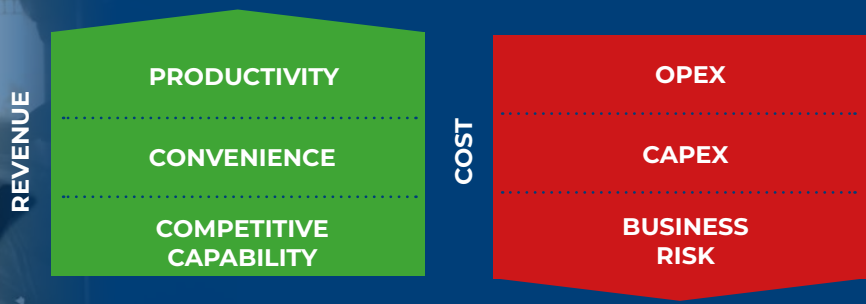 REVENUE
PRODUCTIVITY
CONVENIENCE
COMPETITIVE
CAPABILITY
COST
OPEX
CAPEX
BUSINESS
RISK